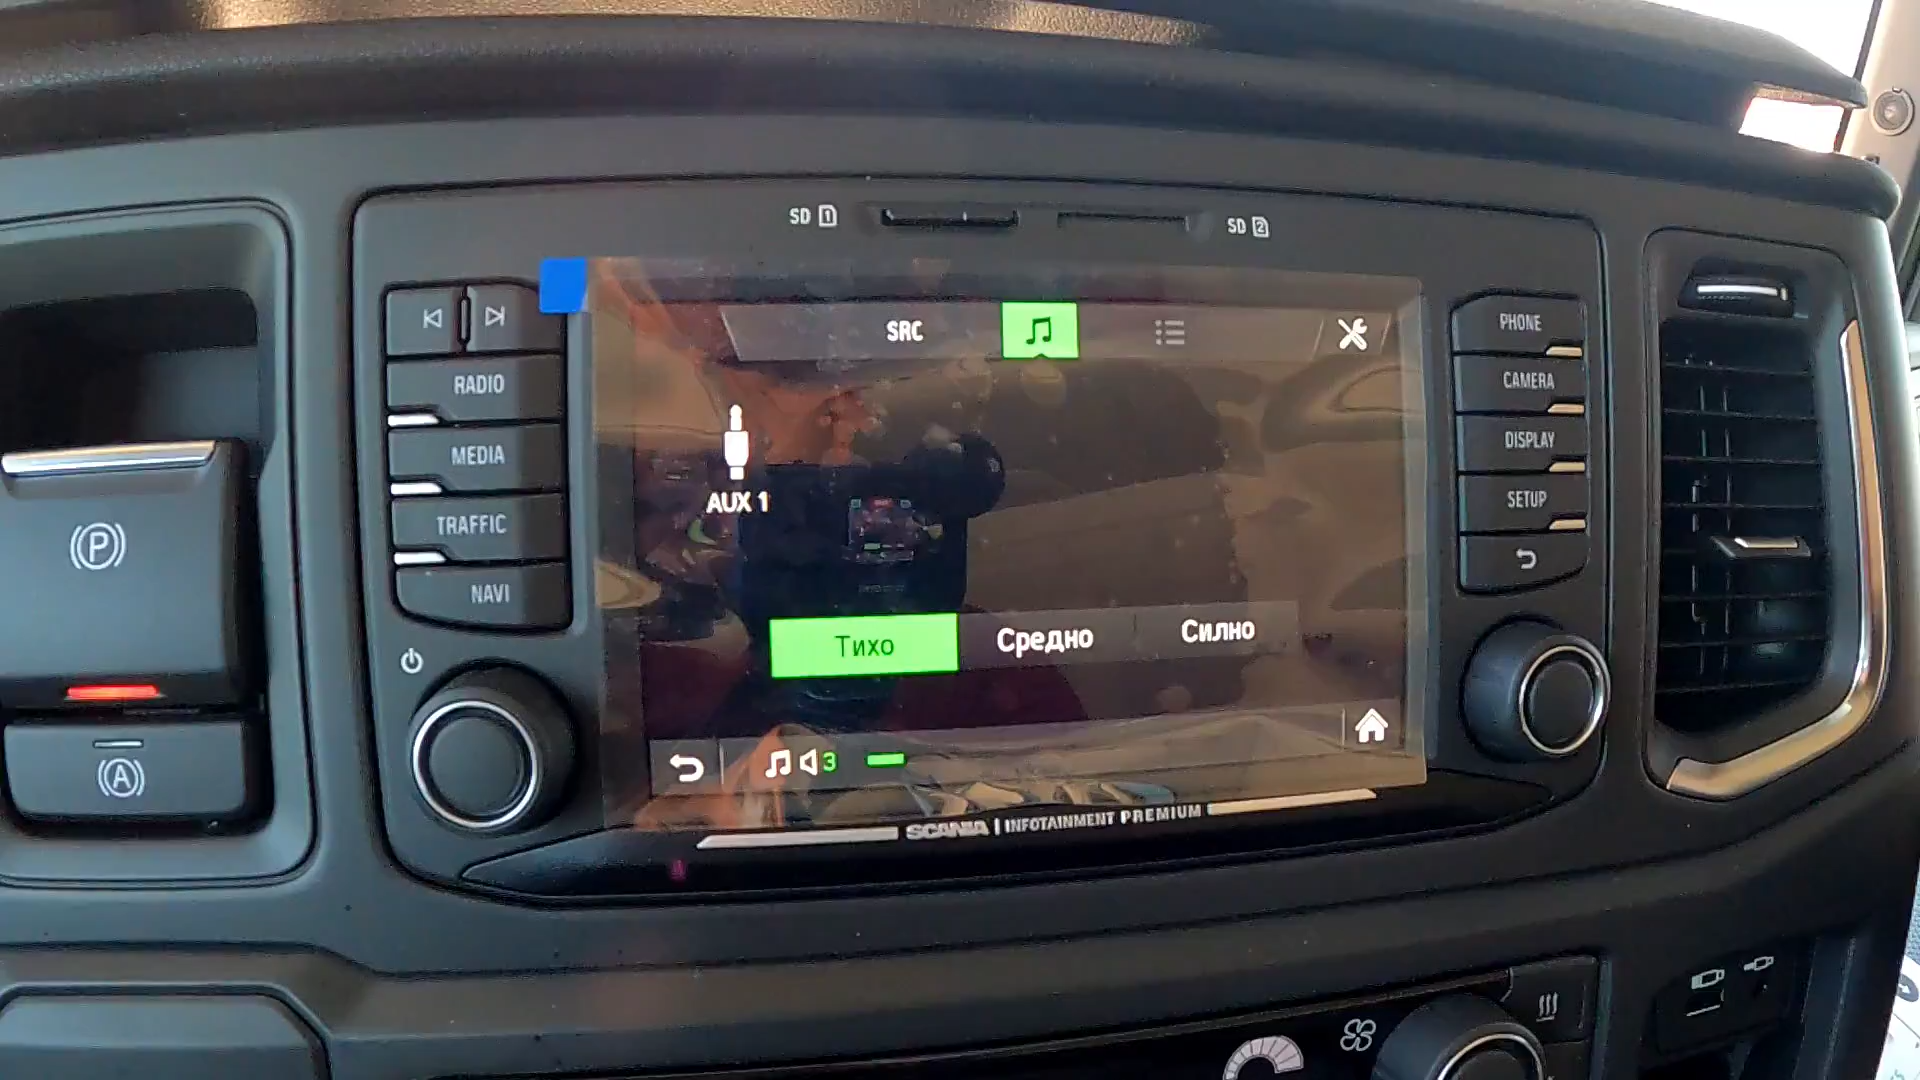 SD 1
SD 2
SRC
RADIO
MEDIA
TRAFFIC
NAVI
PHONE
CAMERA
DISPLAY
SETUP
AUX 1
Тихо
Средно
Силно
3
SCANIA | INFOTAINMENT PREMIUM
P
A